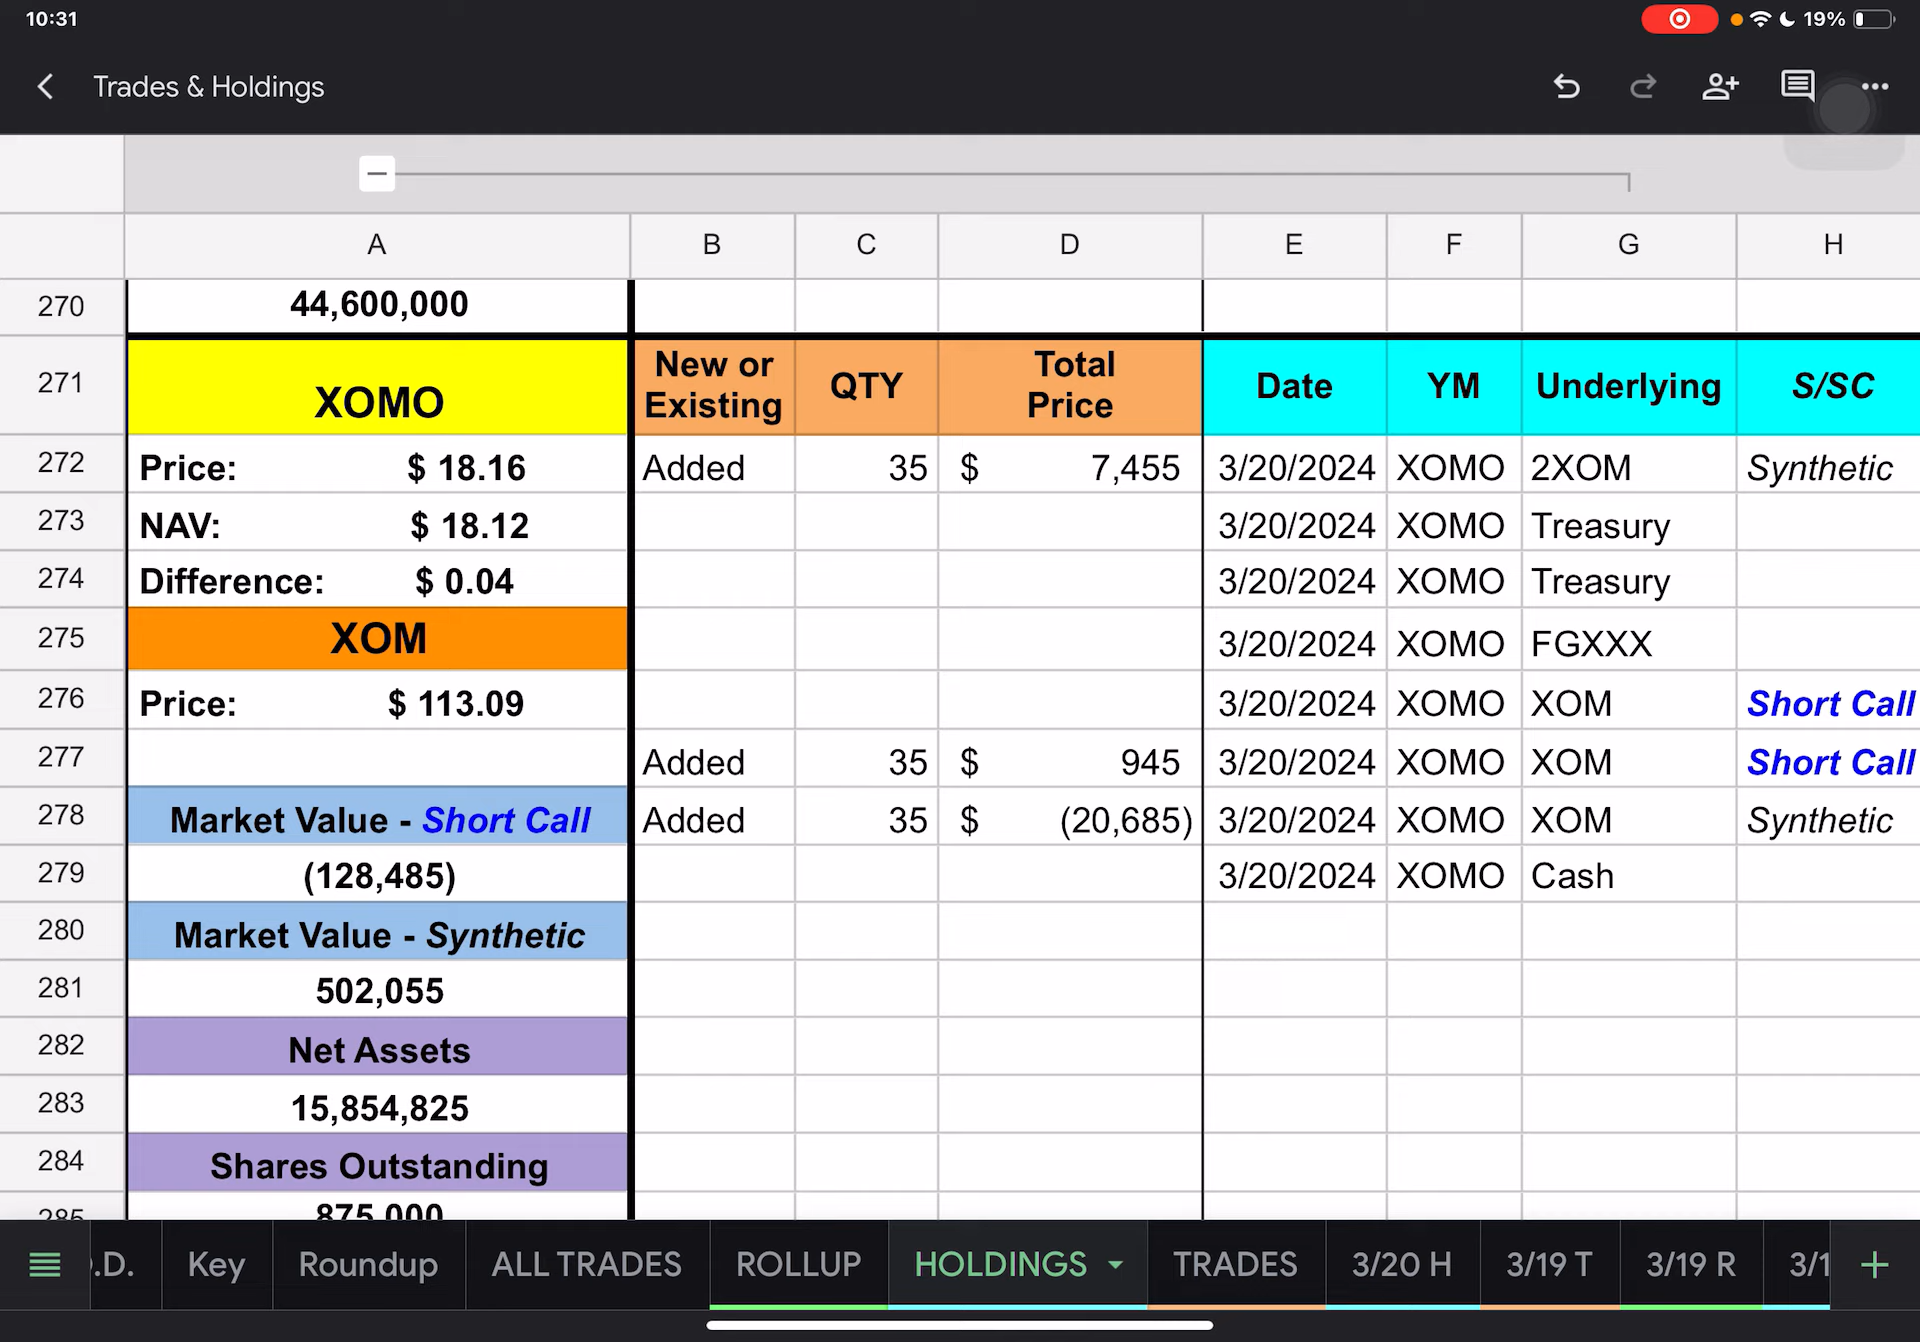 10:31
19%
Trades & Holdings
A B C D E F G H
270 44,600,000
271 XOMO New or Existing QTY Total Price Date YM Underlying S/SC
272 Price: $ 18.16 Added 35 $ 7,455 3/20/2024 XOMO 2XOM Synthetic
273 NAV: $ 18.12 3/20/2024 XOMO Treasury
274 Difference: $ 0.04 3/20/2024 XOMO Treasury
275 XOM 3/20/2024 XOMO FGXXX
276 Price: $ 113.09 3/20/2024 XOMO XOM Short Call
277 Added 35 $ 945 3/20/2024 XOMO XOM Short Call
278 Market Value - Short Call Added 35 $ (20,685) 3/20/2024 XOMO XOM Synthetic
279 (128,485) 3/20/2024 XOMO Cash
280 Market Value - Synthetic
281 502,055
282 Net Assets
283 15,854,825
284 Shares Outstanding
285 875,000
.D. Key Roundup ALL TRADES ROLLUP HOLDINGS TRADES 3/20 H 3/19 T 3/19 R 3/1